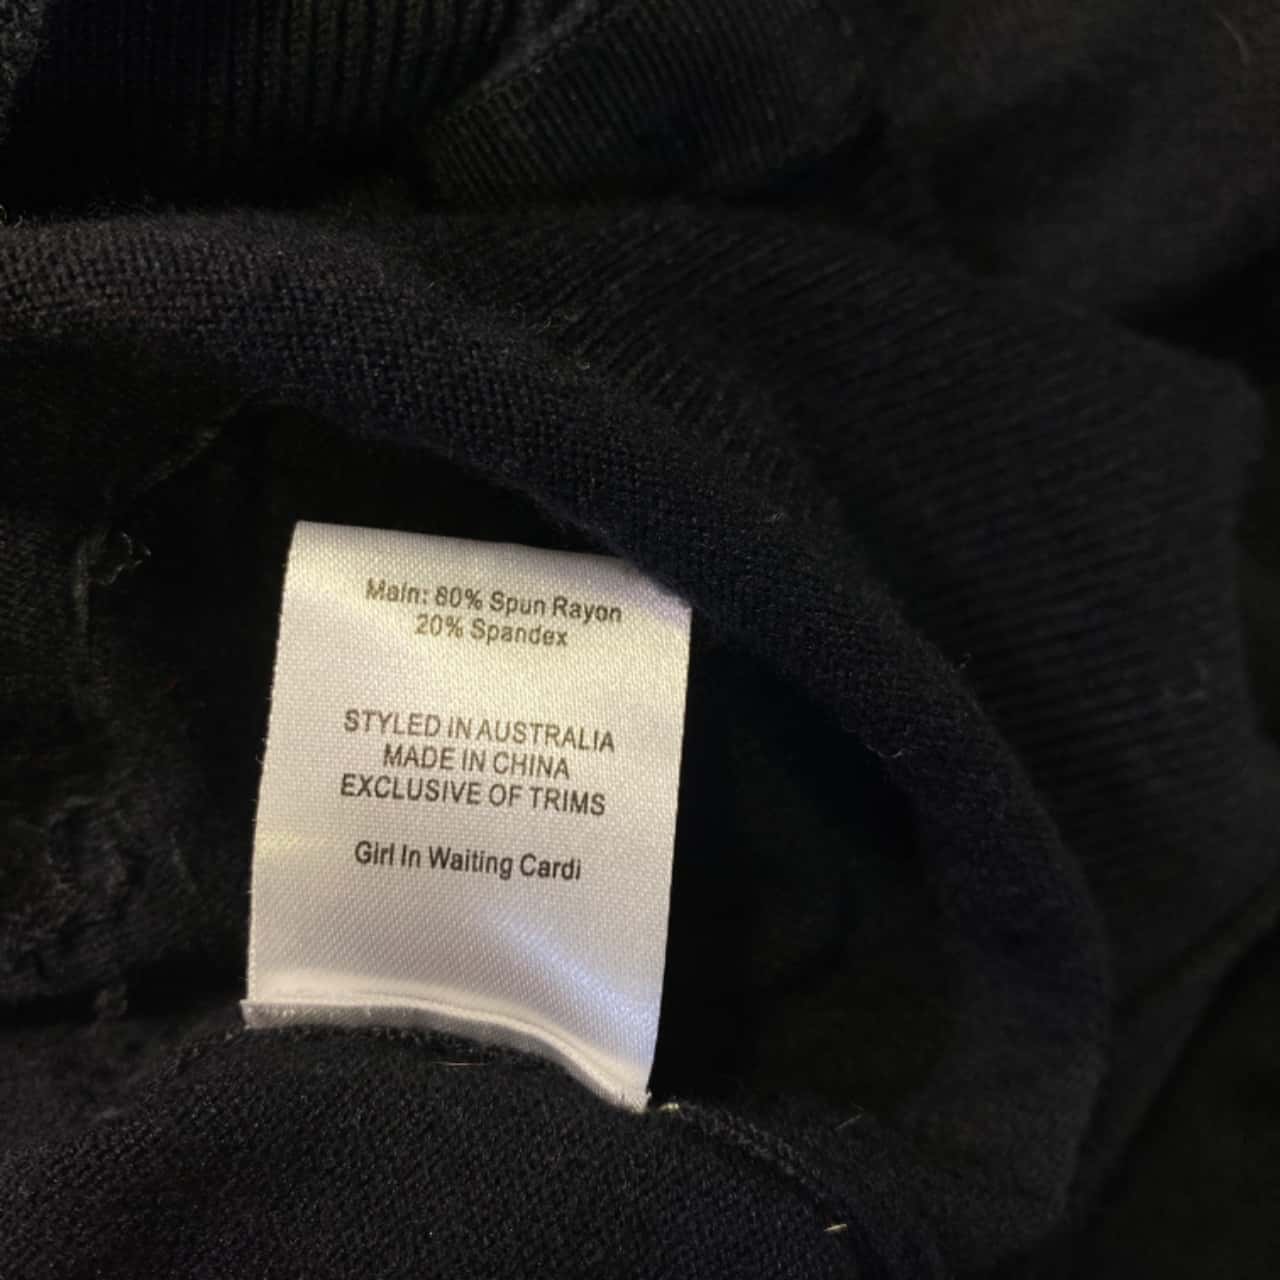 Main: 80% Spun Rayon
20% Spandex
STYLED IN AUSTRALIA
MADE IN CHINA
EXCLUSIVE OF TRIMS
Girl In Waiting Cardi